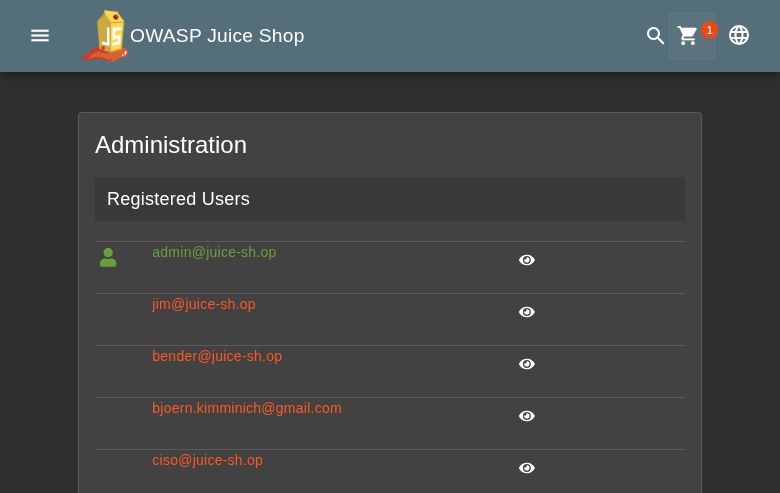 JS
OWASP Juice Shop
1
Administration
Registered Users
admin@juice-sh.op
jim@juice-sh.op
bender@juice-sh.op
bjoern.kimminich@gmail.com
ciso@juice-sh.op